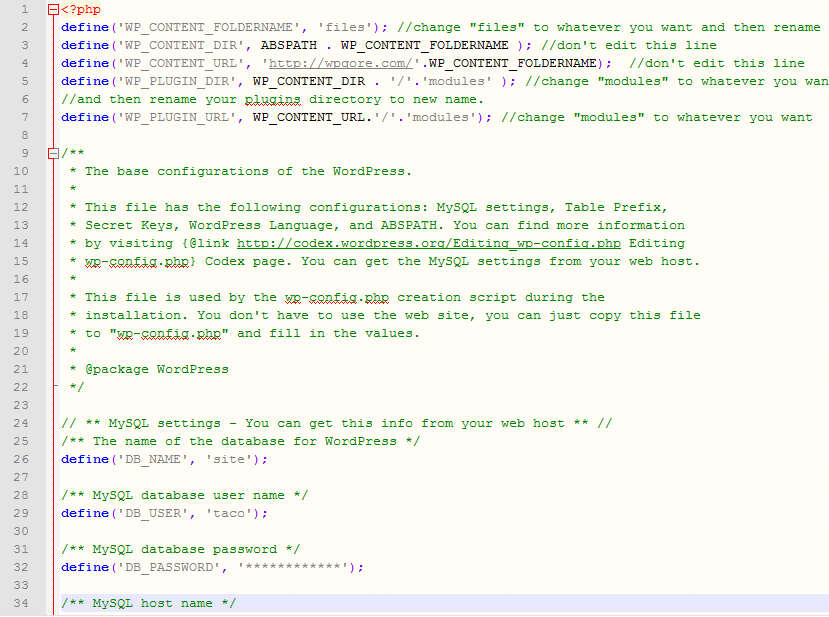 1 <?php
2 define('WP_CONTENT_FOLDERNAME', 'files'); //change "files" to whatever you want and then rename
3 define('WP_CONTENT_DIR', ABSPATH . WP_CONTENT_FOLDERNAME ); //don't edit this line
4 define('WP_CONTENT_URL', 'http://wpgore.com/'.WP_CONTENT_FOLDERNAME);  //don't edit this line
5 define('WP_PLUGIN_DIR', WP_CONTENT_DIR . '/'.'modules' ); //change "modules" to whatever you wan
6 //and then rename your plugins directory to new name.
7 define('WP_PLUGIN_URL', WP_CONTENT_URL.'/'.'modules'); //change "modules" to whatever you want
8
9 /**
10 * The base configurations of the WordPress.
11 *
12 * This file has the following configurations: MySQL settings, Table Prefix,
13 * Secret Keys, WordPress Language, and ABSPATH. You can find more information
14 * by visiting {@link http://codex.wordpress.org/Editing_wp-config.php Editing
15 * wp-config.php} Codex page. You can get the MySQL settings from your web host.
16 *
17 * This file is used by the wp-config.php creation script during the
18 * installation. You don't have to use the web site, you can just copy this file
19 * to "wp-config.php" and fill in the values.
20 *
21 * @package WordPress
22 */
23
24 // ** MySQL settings - You can get this info from your web host ** //
25 /** The name of the database for WordPress */
26 define('DB_NAME', 'site');
27
28 /** MySQL database user name */
29 define('DB_USER', 'taco');
30
31 /** MySQL database password */
32 define('DB_PASSWORD', '************');
33
34 /** MySQL host name */